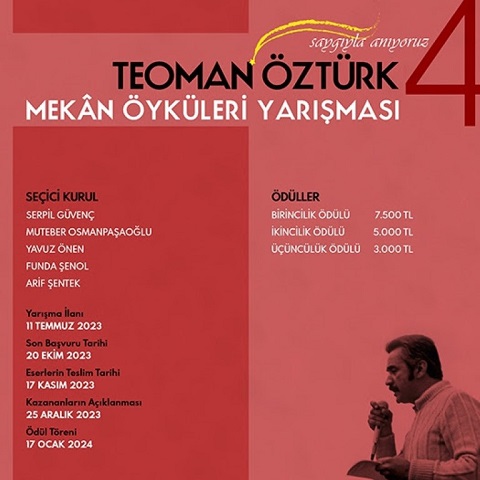 saygıyla anıyoruz
4
TEOMAN ÖZTÜRK
MEKÂN ÖYKÜLERİ YARIŞMASI
SEÇİCİ KURUL
SERPİL GÜVENÇ
MUTEBER OSMANPAŞAOĞLU
YAVUZ ÖNEN
FUNDA ŞENOL
ARİF ŞENTEK
ÖDÜLLER
BİRİNCİLİK ÖDÜLÜ 7.500 TL
İKİNCİLİK ÖDÜLÜ 5.000 TL
ÜÇÜNCÜLÜK ÖDÜLÜ 3.000 TL
Yarışma İlanı
11 TEMMUZ 2023
Son Başvuru Tarihi
20 EKİM 2023
Eserlerin Teslim Tarihi
17 KASIM 2023
Kazananların Açıklanması
25 ARALIK 2023
Ödül Töreni
17 OCAK 2024